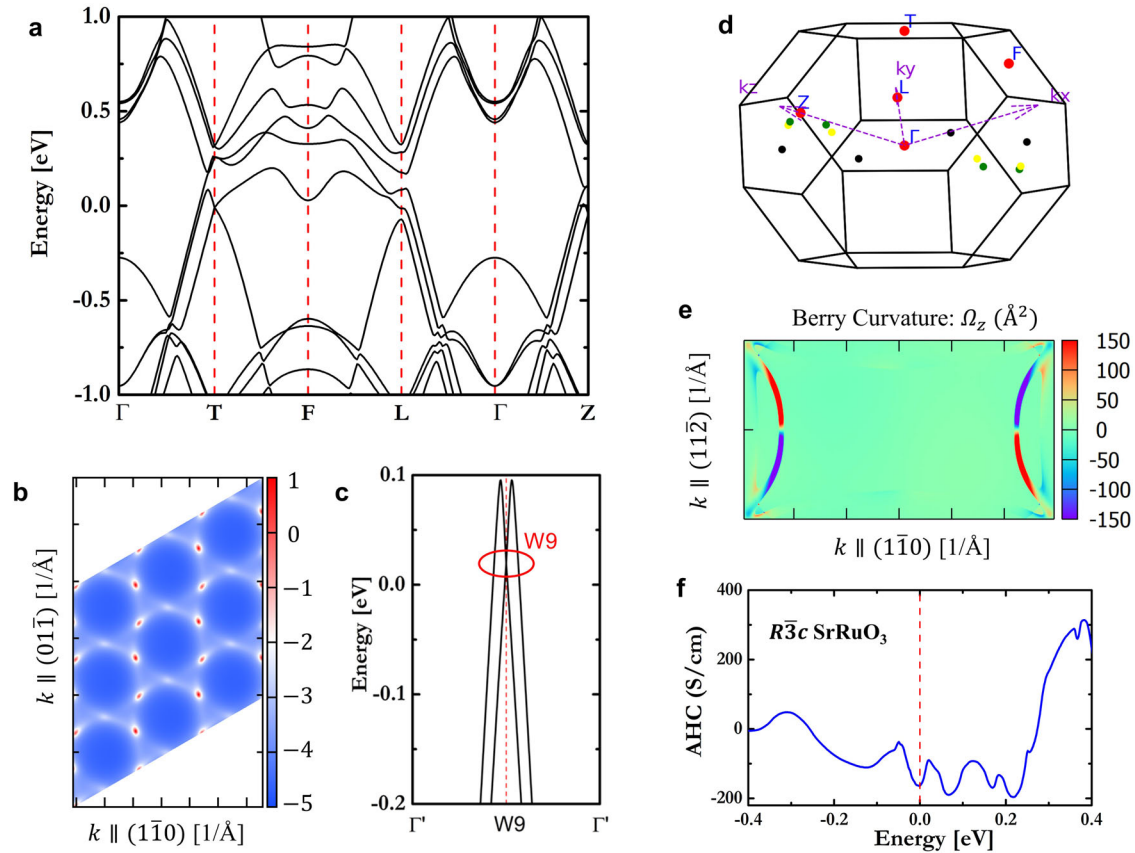 a
Energy [eV]
1.0
0.5
0.0
-0.5
-1.0
Γ T F L Γ Z
b
k ∥ (011̄) [1/Å]
k ∥ (11̄0) [1/Å]
1
0
−1
−2
−3
−4
−5
c
Energy [eV]
0.1
0.0
-0.1
-0.2
W9
Γ' W9 Γ'
d
T
F
ky
kz
L
Z
kx
Γ
e
Berry Curvature: Ω_z (Å²)
k ∥ (112̄) [1/Å]
k ∥ (11̄0) [1/Å]
150
100
50
0
-50
-100
-150
f
R3̄c SrRuO₃
AHC (S/cm)
400
200
0
-200
-0.4 -0.2 0.0 0.2 0.4
Energy [eV]